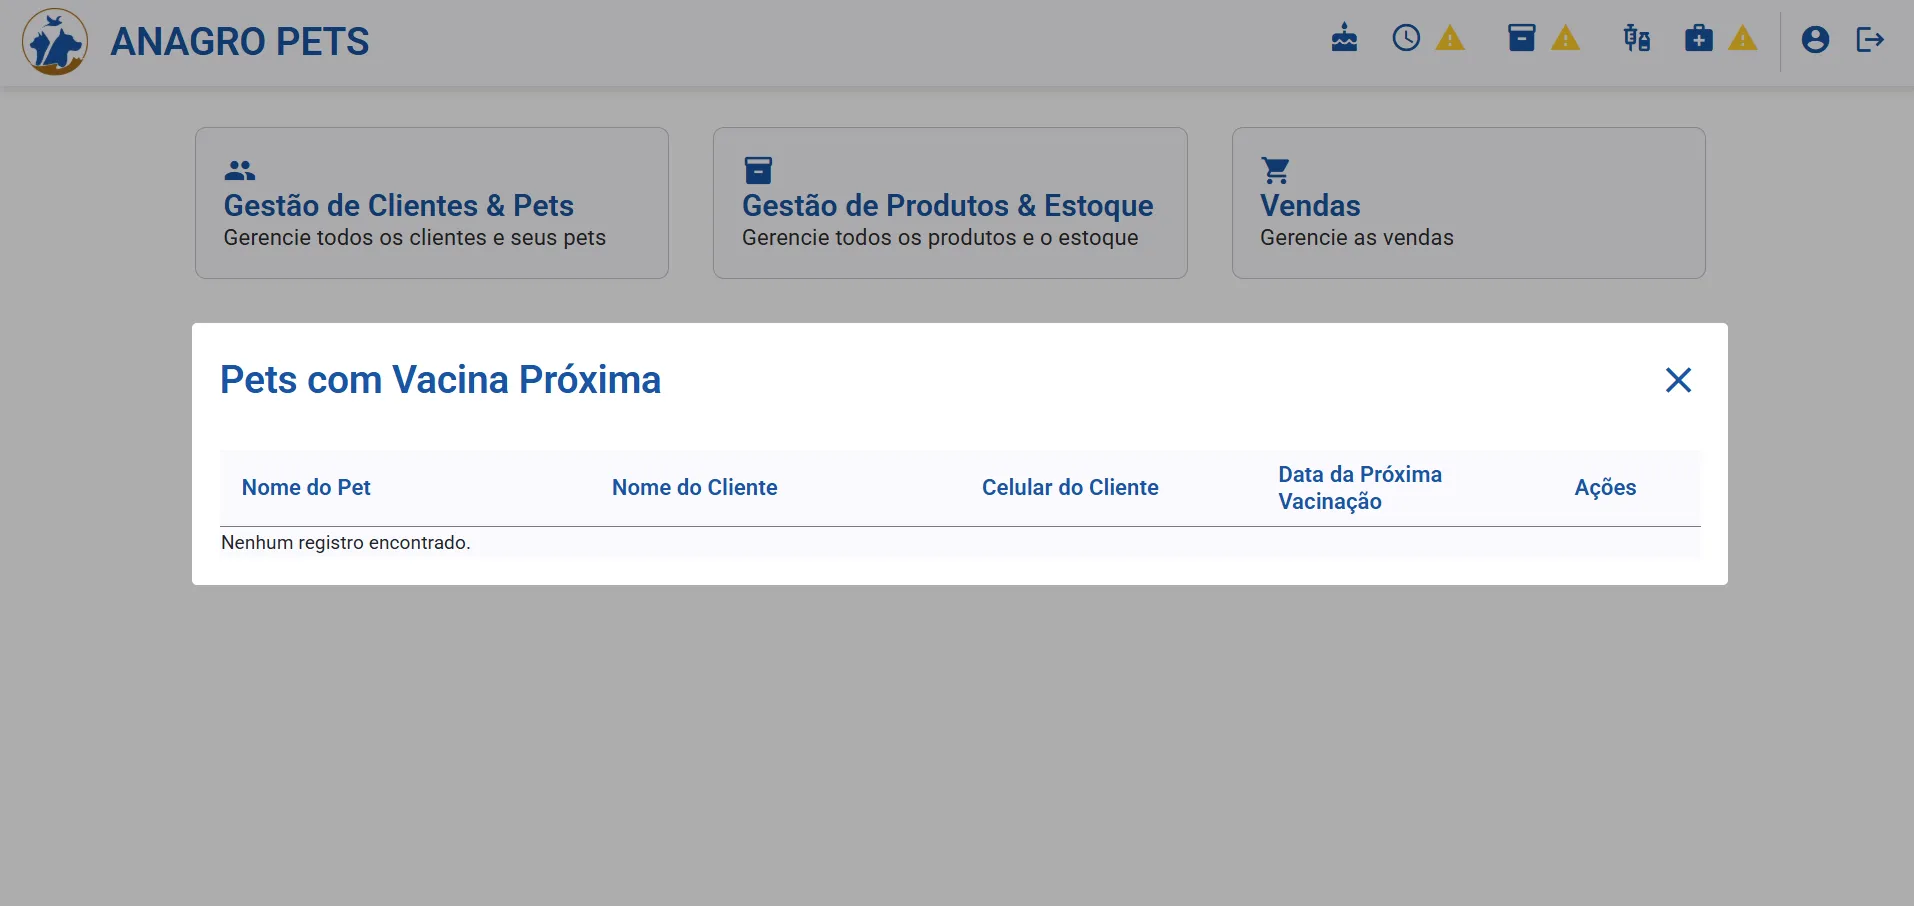 ANAGRO PETS
Gestão de Clientes & Pets
Gerencie todos os clientes e seus pets
Gestão de Produtos & Estoque
Gerencie todos os produtos e o estoque
Vendas
Gerencie as vendas
Pets com Vacina Próxima
Nome do Pet
Nome do Cliente
Celular do Cliente
Data da Próxima
Vacinação
Ações
Nenhum registro encontrado.